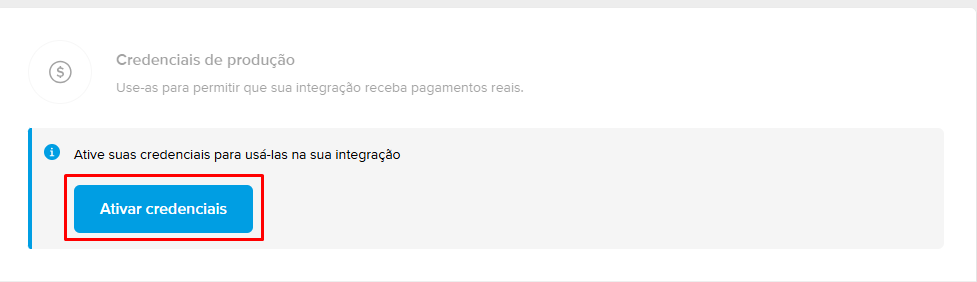 Credenciais de produção
Use-as para permitir que sua integração receba pagamentos reais.
Ative suas credenciais para usá-las na sua integração
Ativar credenciais